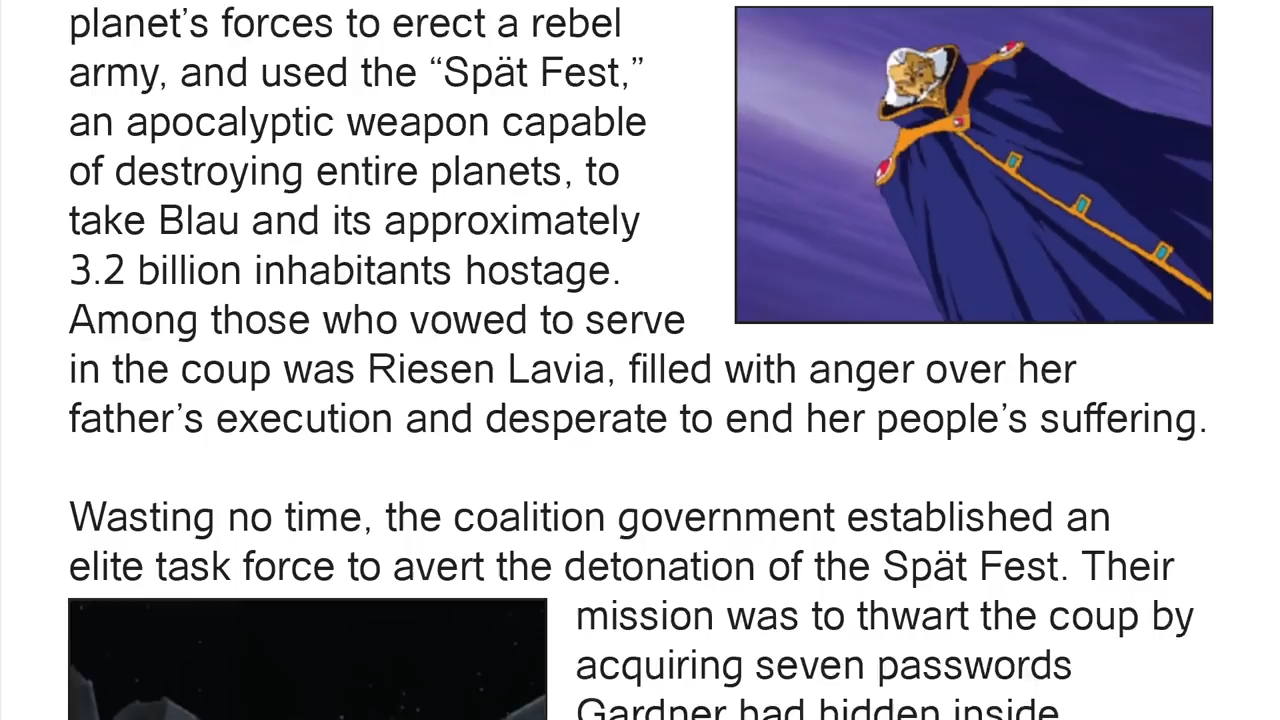 planet’s forces to erect a rebel
army, and used the “Spät Fest,”
an apocalyptic weapon capable
of destroying entire planets, to
take Blau and its approximately
3.2 billion inhabitants hostage.
Among those who vowed to serve
in the coup was Riesen Lavia, filled with anger over her
father’s execution and desperate to end her people’s suffering.
Wasting no time, the coalition government established an
elite task force to avert the detonation of the Spät Fest. Their
mission was to thwart the coup by
acquiring seven passwords
Gardner had hidden inside